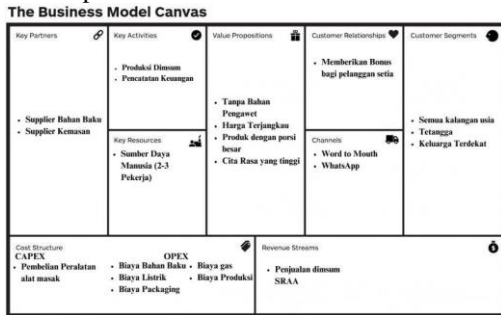 The Business Model Canvas
Key Partners
• Supplier Bahan Baku
• Supplier Kemasan
Key Activities
• Produksi Dimsum
• Pencatatan Keuangan
Key Resources
• Sumber Daya
Manusia (2-3
Pekerja)
Value Propositions
• Tanpa Bahan
Pengawet
• Harga Terjangkau
• Produk dengan porsi
besar
• Cita Rasa yang tinggi
Customer Relationships
• Memberikan Bonus
bagi pelanggan setia
Channels
• Word to Mouth
• WhatsApp
Customer Segments
• Semua kalangan usia
• Tetangga
• Keluarga Terdekat
Cost Structure
CAPEX
• Pembelian Peralatan
alat masak
OPEX
• Biaya Bahan Baku
• Biaya Listrik
• Biaya Packaging
• Biaya gas
• Biaya Produksi
Revenue Streams
• Penjualan dimsum
SRAA